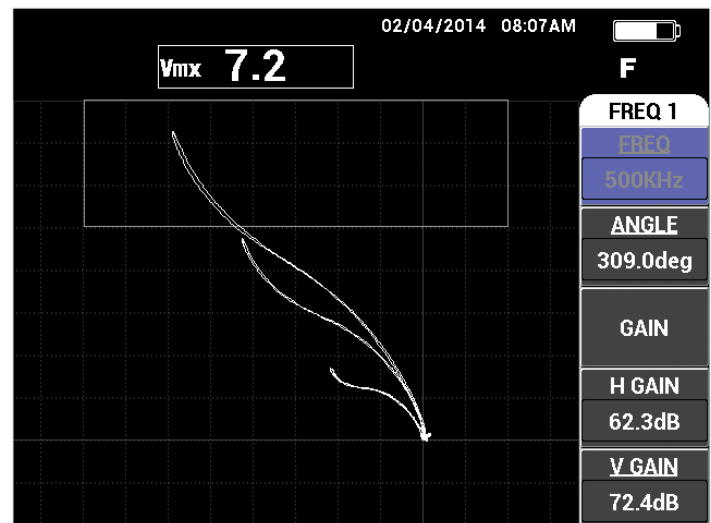 02/04/2014 08:07AM
Vmx 7.2
F
FREQ 1
FREQ
500KHz
ANGLE
309.0deg
GAIN
H GAIN
62.3dB
V GAIN
72.4dB